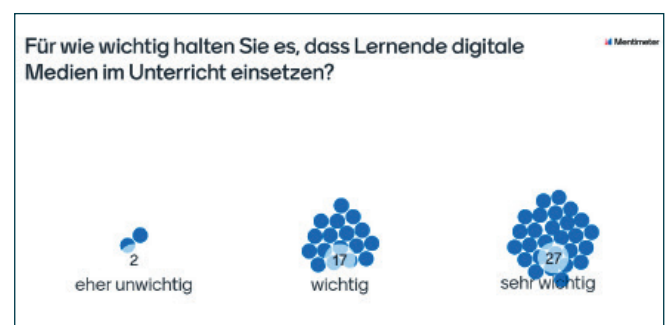 Für wie wichtig halten Sie es, dass Lernende digitale
Medien im Unterricht einsetzen?
Mentimeter
2
17
27
eher unwichtig
wichtig
sehr wichtig